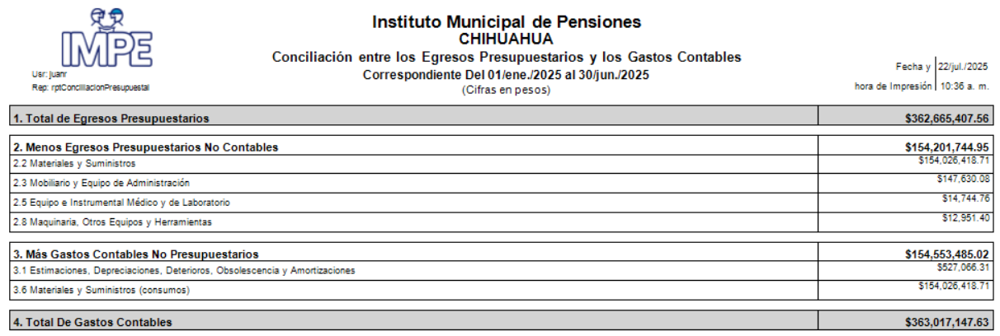 IMPE
Instituto Municipal de Pensiones
CHIHUAHUA
Conciliación entre los Egresos Presupuestarios y los Gastos Contables
Correspondiente Del 01/ene./2025 al 30/jun./2025
(Cifras en pesos)
Usr: juanr
Rep: rptConciliacionPresupuestal
Fecha y 22/jul./2025
hora de Impresión 10:36 a. m.
1. Total de Egresos Presupuestarios $362,665,407.56
2. Menos Egresos Presupuestarios No Contables $154,201,744.95
2.2 Materiales y Suministros $154,026,418.71
2.3 Mobiliario y Equipo de Administración $147,630.08
2.5 Equipo e Instrumental Médico y de Laboratorio $14,744.76
2.8 Maquinaria, Otros Equipos y Herramientas $12,951.40
3. Más Gastos Contables No Presupuestarios $154,553,485.02
3.1 Estimaciones, Depreciaciones, Deterioros, Obsolescencia y Amortizaciones $527,066.31
3.6 Materiales y Suministros (consumos) $154,026,418.71
4. Total De Gastos Contables $363,017,147.63